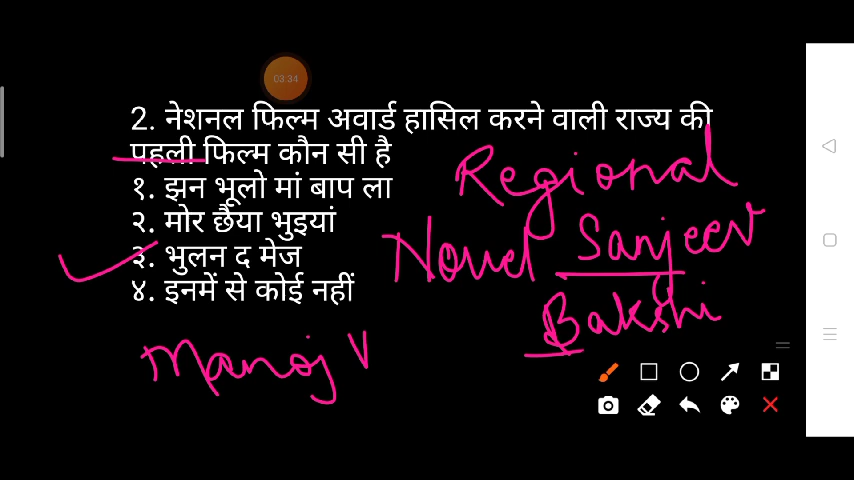 03:34
2. नेशनल फिल्म अवार्ड हासिल करने वाली राज्य की
पहली फिल्म कौन सी है
१. झन भूलो मां बाप ला
२. मोर छैया भुइयां
३. भुलन द मेज
४. इनमें से कोई नहीं
Regional
Novel Sanjeev
Bakshi
Manoj V